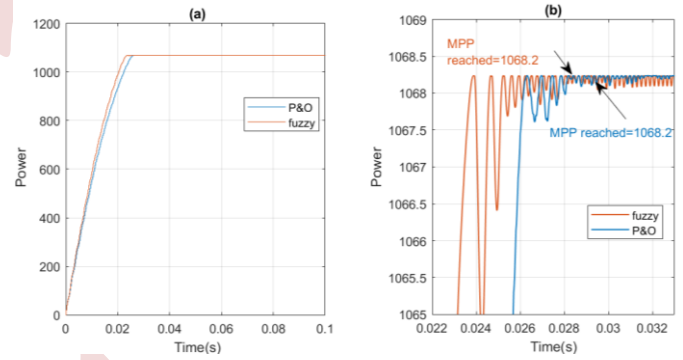 (a)
1200
1000
800
600
400
200
0
Power
P&O
fuzzy
0
0.02
0.04
0.06
0.08
0.1
Time(s)
(b)
1069
1068.5
1068
1067.5
1067
1066.5
1066
1065.5
1065
Power
MPP
reached=1068.2
MPP reached=1068.2
fuzzy
P&O
0.022
0.024
0.026
0.028
0.03
0.032
Time(s)